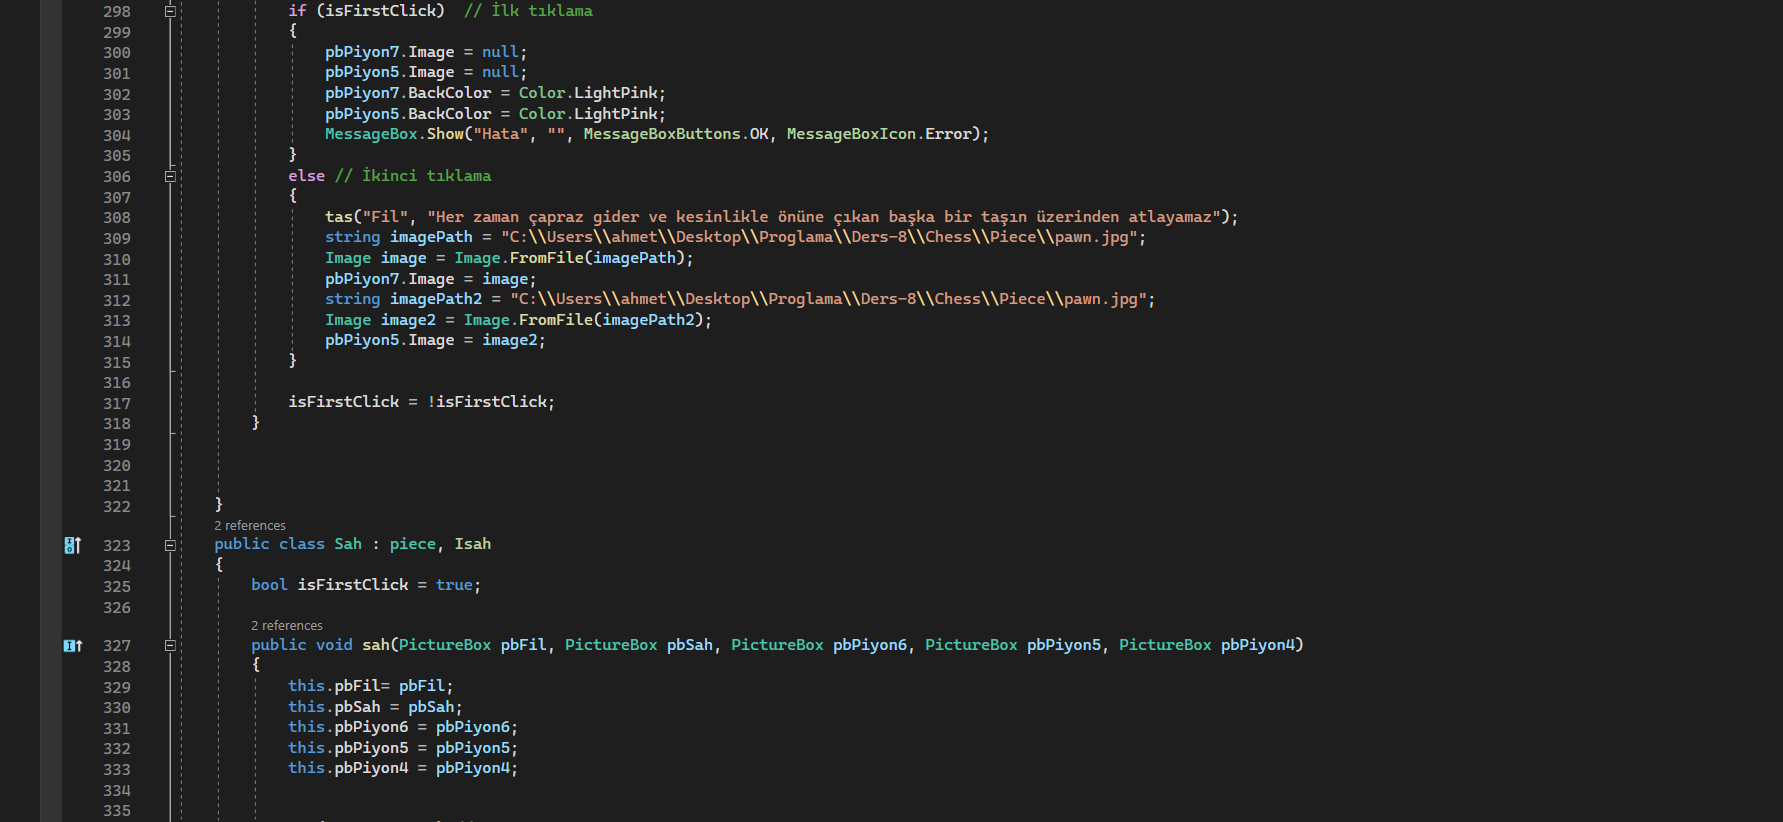 298 if (isFirstClick) // İlk tıklama
299 {
300 pbPiyon7.Image = null;
301 pbPiyon5.Image = null;
302 pbPiyon7.BackColor = Color.LightPink;
303 pbPiyon5.BackColor = Color.LightPink;
304 MessageBox.Show("Hata", "", MessageBoxButtons.OK, MessageBoxIcon.Error);
305 }
306 else // İkinci tıklama
307 {
308 tas("Fil", "Her zaman çapraz gider ve kesinlikle önüne çıkan başka bir taşın üzerinden atlayamaz");
309 string imagePath = "C:\\Users\\ahmet\\Desktop\\Proglama\\Ders-8\\Chess\\Piece\\pawn.jpg";
310 Image image = Image.FromFile(imagePath);
311 pbPiyon7.Image = image;
312 string imagePath2 = "C:\\Users\\ahmet\\Desktop\\Proglama\\Ders-8\\Chess\\Piece\\pawn.jpg";
313 Image image2 = Image.FromFile(imagePath2);
314 pbPiyon5.Image = image2;
315 }
316
317 isFirstClick = !isFirstClick;
318 }
319
320
321
322 }
2 references
323 public class Sah : piece, Isah
324 {
325 bool isFirstClick = true;
326
2 references
327 public void sah(PictureBox pbFil, PictureBox pbSah, PictureBox pbPiyon6, PictureBox pbPiyon5, PictureBox pbPiyon4)
328 {
329 this.pbFil= pbFil;
330 this.pbSah = pbSah;
331 this.pbPiyon6 = pbPiyon6;
332 this.pbPiyon5 = pbPiyon5;
333 this.pbPiyon4 = pbPiyon4;
334
335